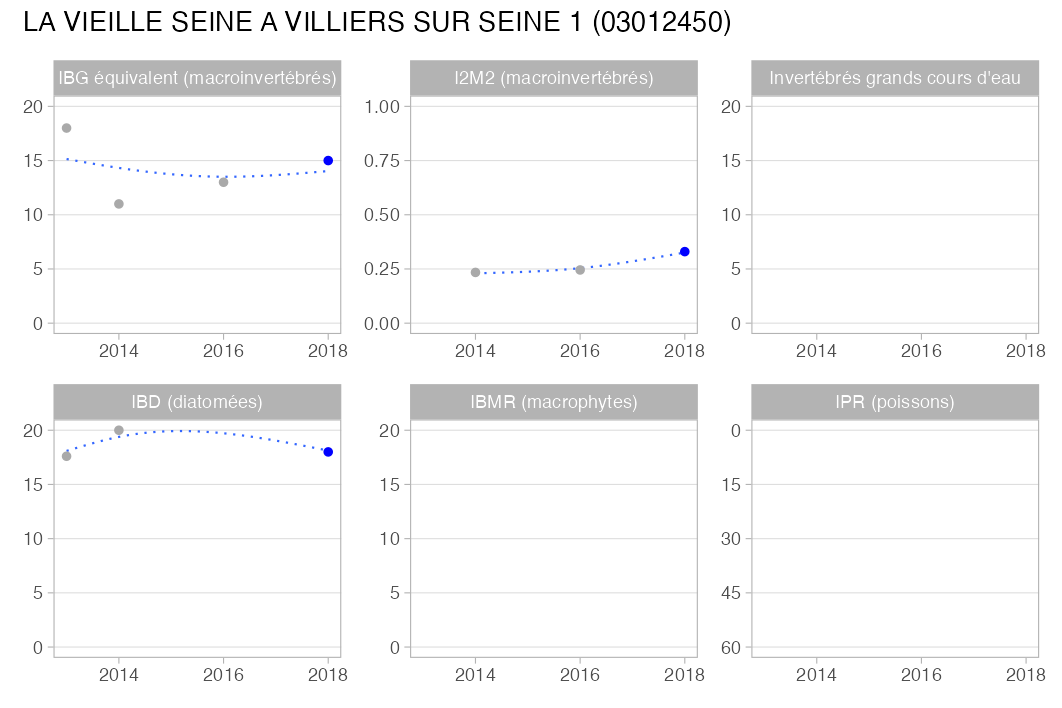 LA VIEILLE SEINE A VILLIERS SUR SEINE 1 (03012450)
IBG équivalent (macroinvertébrés)
20
15
10
5
0
2014 2016 2018
I2M2 (macroinvertébrés)
1.00
0.75
0.50
0.25
0.00
2014 2016 2018
Invertébrés grands cours d'eau
20
15
10
5
0
2014 2016 2018
IBD (diatomées)
20
15
10
5
0
2014 2016 2018
IBMR (macrophytes)
20
15
10
5
0
2014 2016 2018
IPR (poissons)
0
15
30
45
60
2014 2016 2018